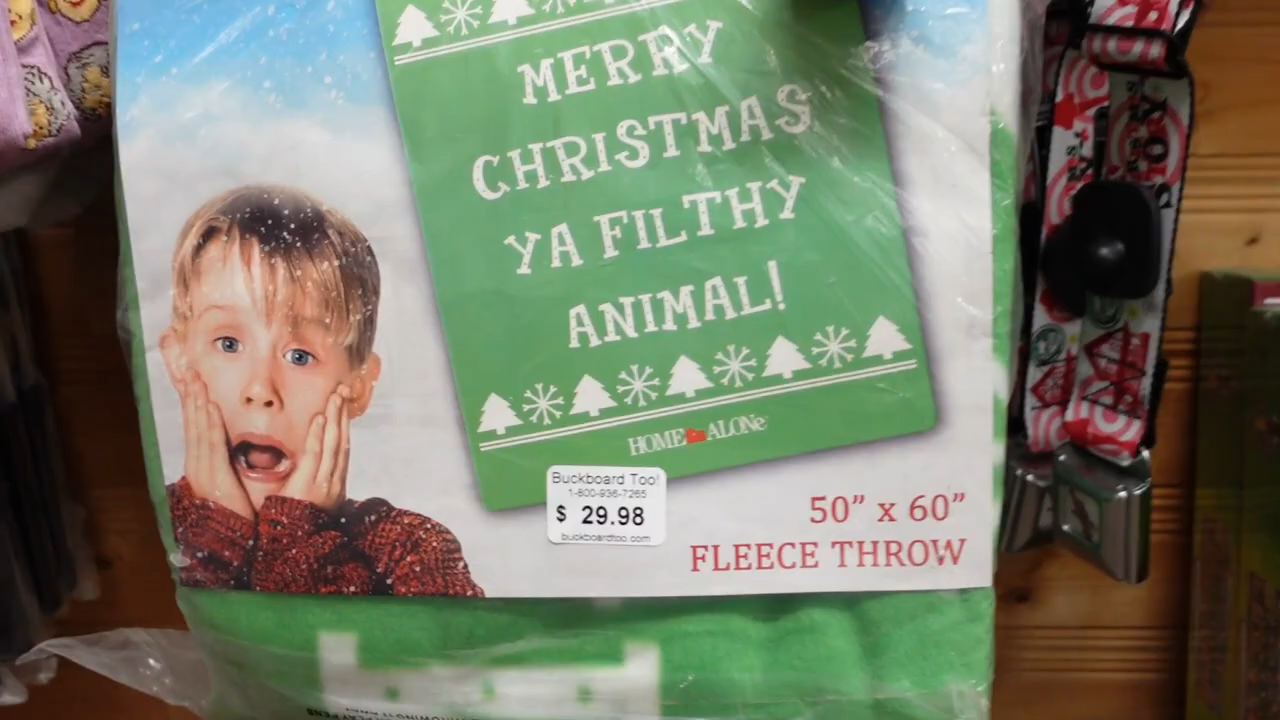 MERRY
CHRISTMAS
YA FILTHY
ANIMAL!
HOME ALONe
Buckboard Too!
1-800-936-7265
$ 29.98
buckboardtoo.com
50” x 60”
FLEECE THROW